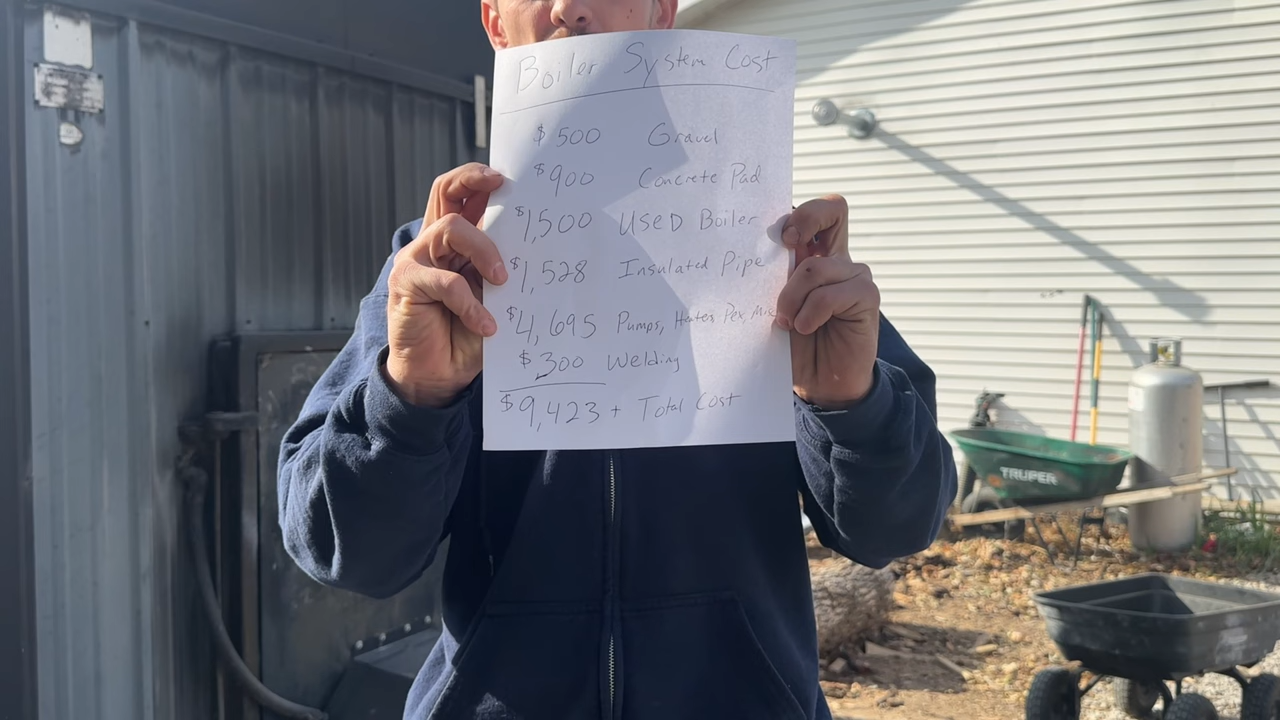 Boiler System Cost
$500 Gravel
$900 Concrete Pad
$1,500 USED Boiler
$1,528 Insulated Pipe
$4,695 Pumps, Heater, Pex,
$300 Welding
$9,423 + Total Cost
TRUPER